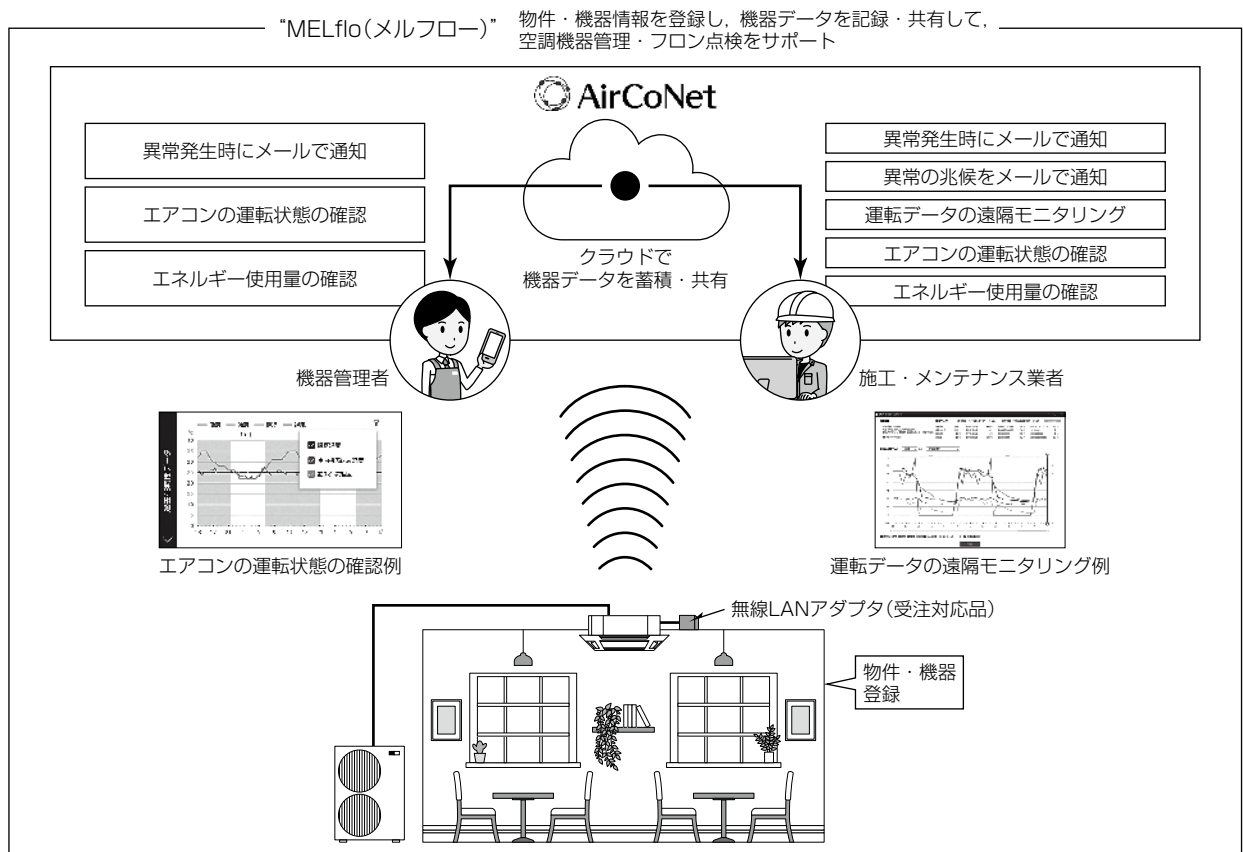 “MELflo（メルフロー）”
物件・機器情報を登録し，機器データを記録・共有して，
空調機器管理・フロン点検をサポート
AirCoNet
異常発生時にメールで通知
エアコンの運転状態の確認
エネルギー使用量の確認
クラウドで
機器データを蓄積・共有
異常発生時にメールで通知
異常の兆候をメールで通知
運転データの遠隔モニタリング
エアコンの運転状態の確認
エネルギー使用量の確認
機器管理者
施工・メンテナンス業者
エアコンの運転状態の確認例
運転データの遠隔モニタリング例
無線LANアダプタ（受注対応品）
物件・機器
登録